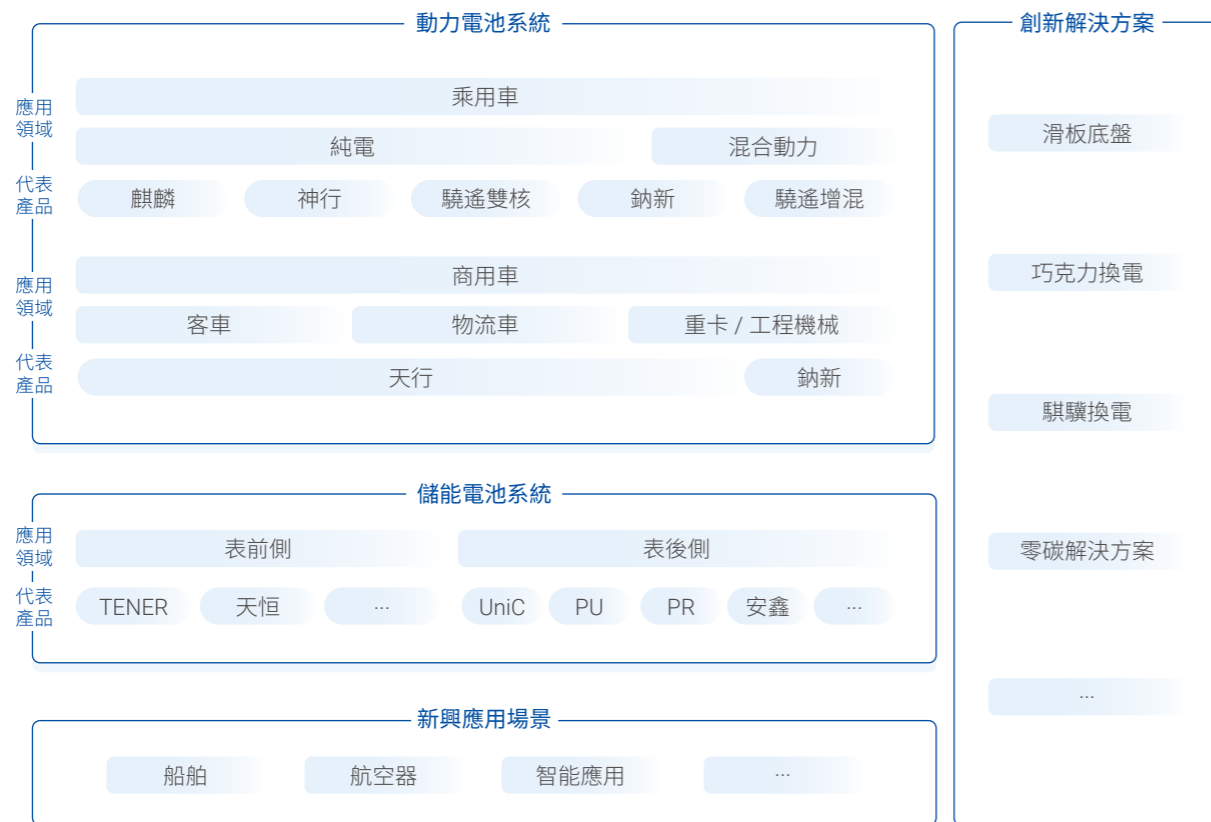 動力電池系統
應用
領域
乘用車
純電
混合動力
代表
產品
麒麟
神行
驍遙雙核
鈉新
驍遙增混
應用
領域
商用車
客車
物流車
重卡 / 工程機械
代表
產品
天行
鈉新
儲能電池系統
應用
領域
表前側
表後側
代表
產品
TENER
天恒
...
UniC
PU
PR
安鑫
...
新興應用場景
船舶
航空器
智能應用
...
創新解決方案
滑板底盤
巧克力換電
騏驥換電
零碳解決方案
...